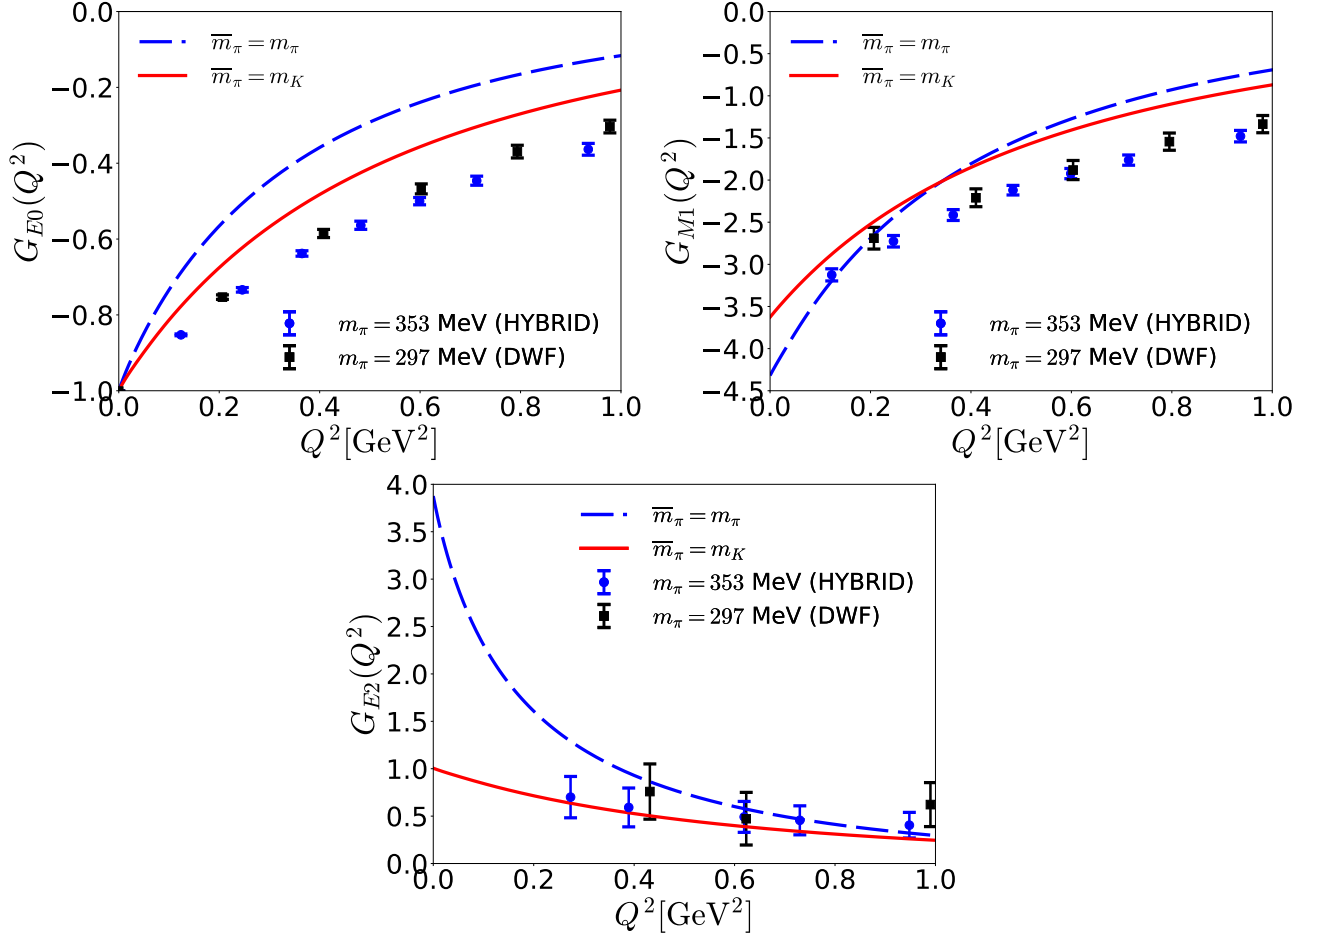 0.0
−0.2
−0.4
−0.6
−0.8
−1.0
G_{E0}(Q^2)
m̅_π = m_π
m̅_π = m_K
m_π = 353 MeV (HYBRID)
m_π = 297 MeV (DWF)
0.0 0.2 0.4 0.6 0.8 1.0
Q^2[GeV^2]
0.0
−0.5
−1.0
−1.5
−2.0
−2.5
−3.0
−3.5
−4.0
−4.5
G_{M1}(Q^2)
m̅_π = m_π
m̅_π = m_K
m_π = 353 MeV (HYBRID)
m_π = 297 MeV (DWF)
0.0 0.2 0.4 0.6 0.8 1.0
Q^2[GeV^2]
4.0
3.5
3.0
2.5
2.0
1.5
1.0
0.5
0.0
G_{E2}(Q^2)
m̅_π = m_π
m̅_π = m_K
m_π = 353 MeV (HYBRID)
m_π = 297 MeV (DWF)
0.0 0.2 0.4 0.6 0.8 1.0
Q^2[GeV^2]